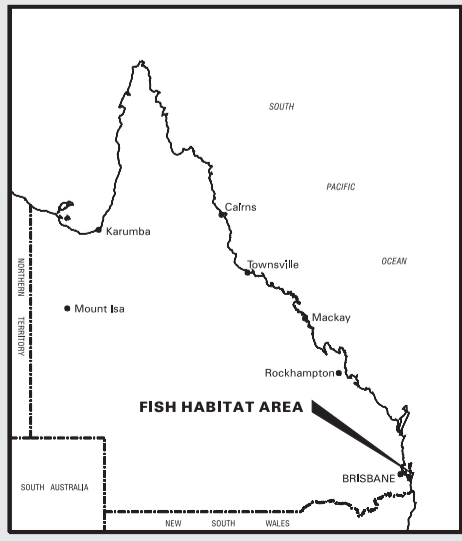 SOUTH
PACIFIC
OCEAN
Cairns
Karumba
Townsville
NORTHERN
TERRITORY
Mount Isa
Mackay
Rockhampton
FISH HABITAT AREA
BRISBANE
SOUTH AUSTRALIA
NEW SOUTH WALES